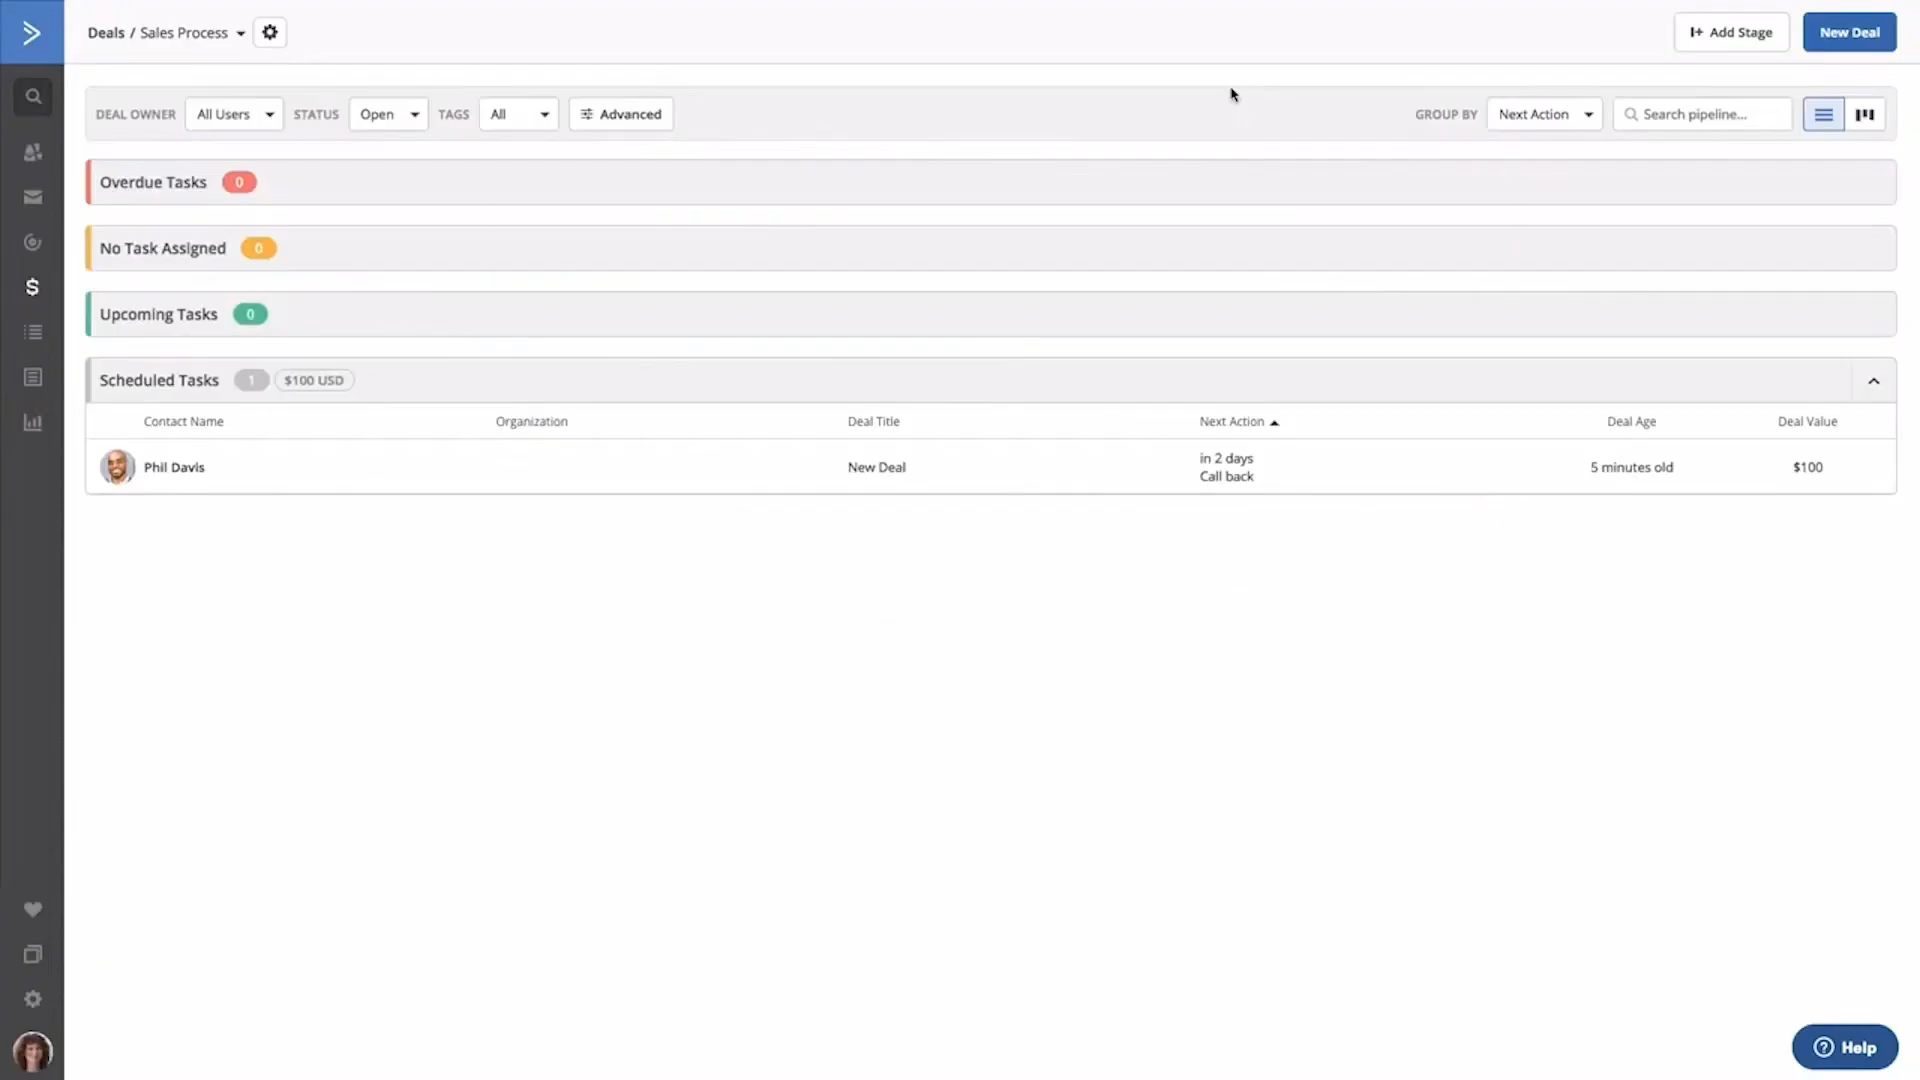 Deals / Sales Process
Add Stage
New Deal
DEAL OWNER All Users STATUS Open TAGS All Advanced GROUP BY Next Action Search pipeline...
Overdue Tasks 0
No Task Assigned 0
Upcoming Tasks 0
Scheduled Tasks 1 $100 USD
Contact Name Organization Deal Title Next Action Deal Age Deal Value
Phil Davis New Deal in 2 days 5 minutes old $100
Call back
Help